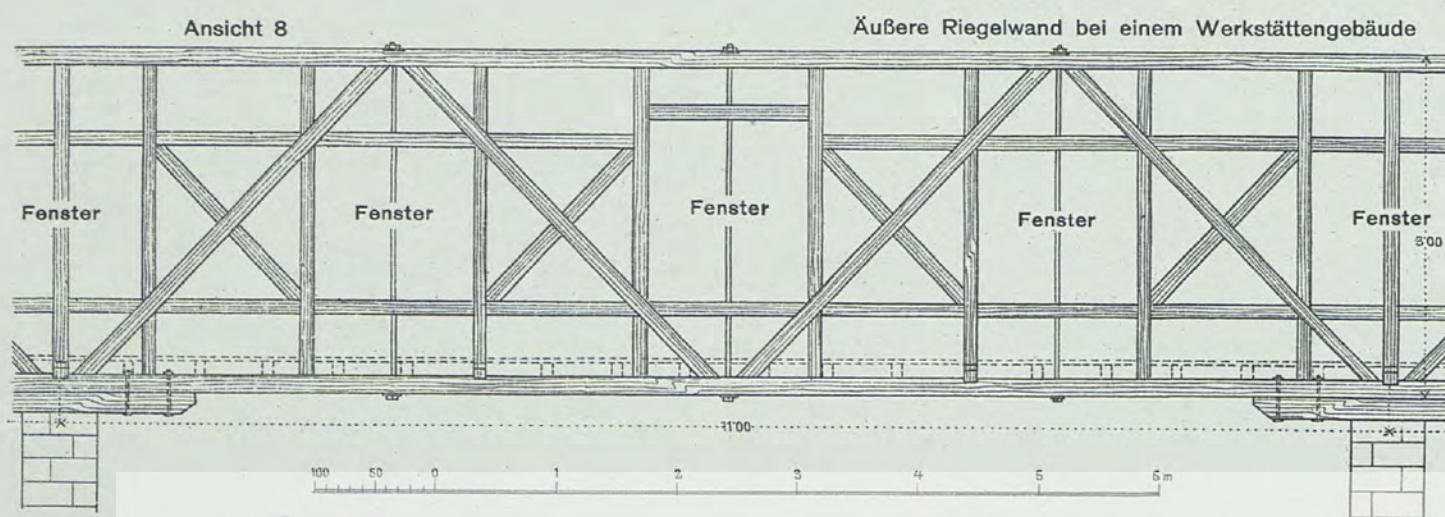 Ansicht 8
Äußere Riegelwand bei einem Werkstättengebäude
Fenster
Fenster
Fenster
Fenster
Fenster
3'00
11'00
100 50 0 1 2 3 4 5 6 m